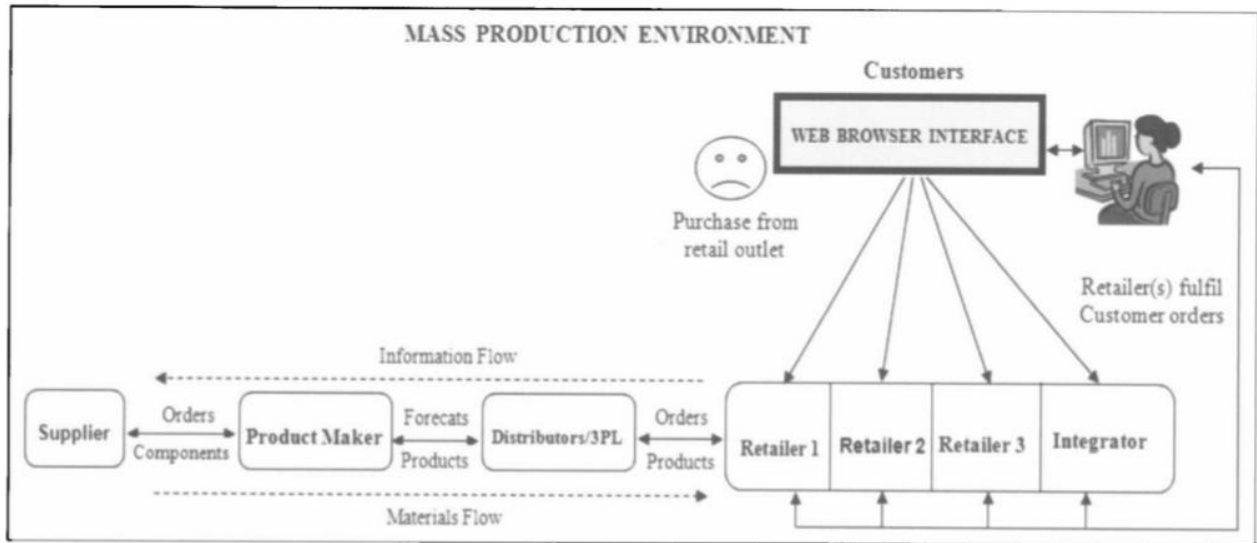 MASS PRODUCTION ENVIRONMENT
Customers
WEB BROWSER INTERFACE
Purchase from
retail outlet
Retailer(s) fulfil
Customer orders
Information Flow
Supplier
Orders
Components
Product Maker
Forecats
Products
Distributors/3PL
Orders
Products
Retailer 1
Retailer 2
Retailer 3
Integrator
Materials Flow